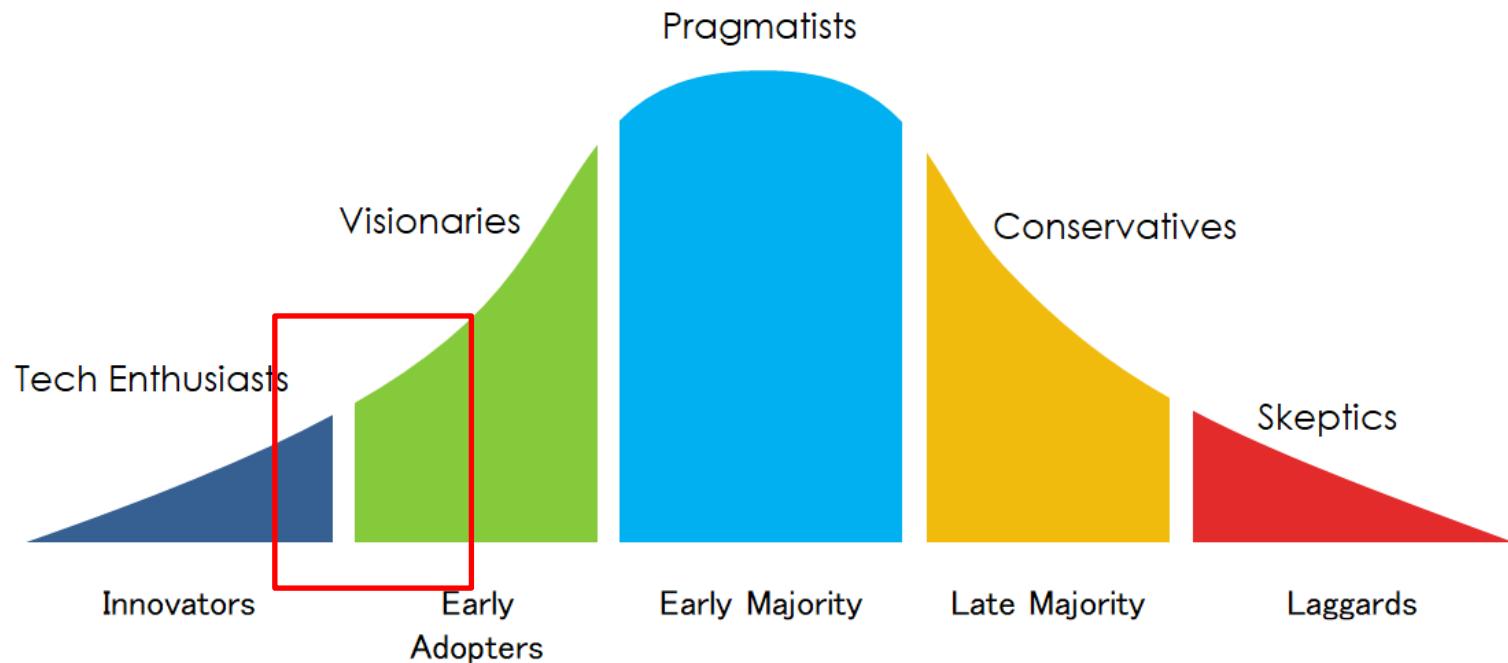 Pragmatists
Visionaries
Conservatives
Tech Enthusiasts
Skeptics
Innovators
Early
Adopters
Early Majority
Late Majority
Laggards